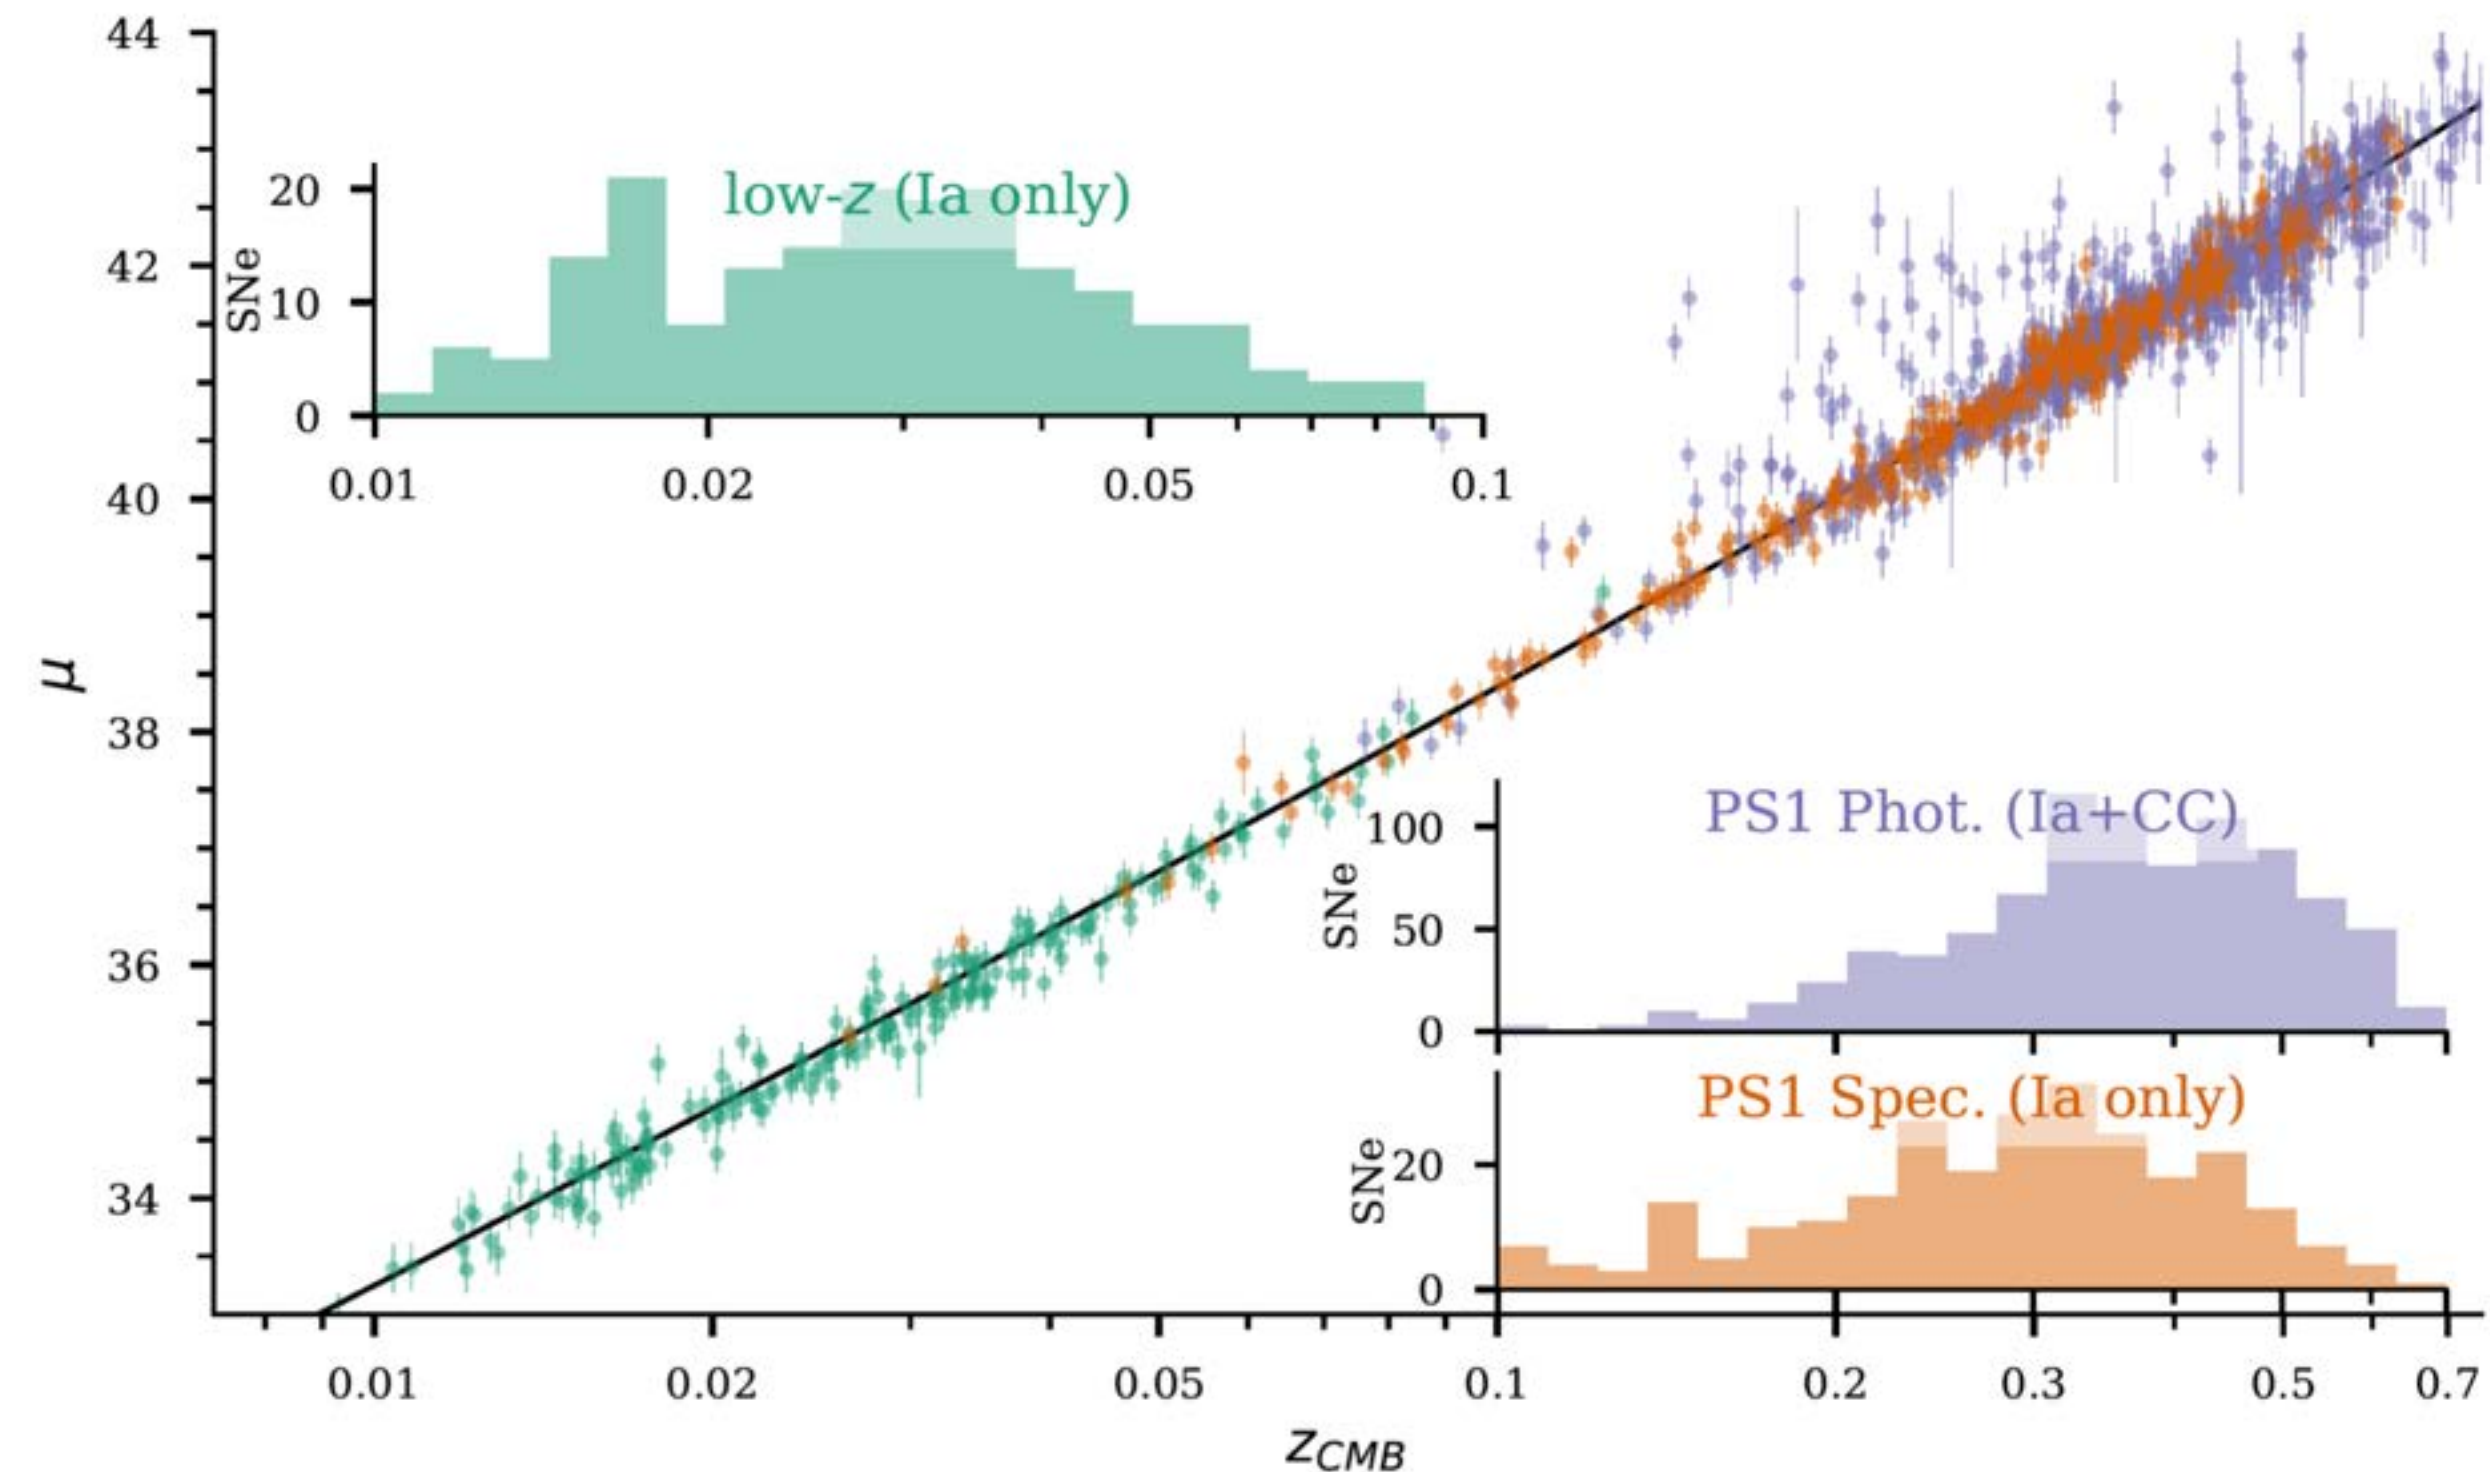 44
42
40
38
36
34
μ
20
10
0
SNe
low-z (Ia only)
0.01 0.02 0.05 0.1
100
50
0
SNe
PS1 Phot. (Ia+CC)
20
0
SNe
PS1 Spec. (Ia only)
0.01 0.02 0.05 0.1 0.2 0.3 0.5 0.7
zCMB